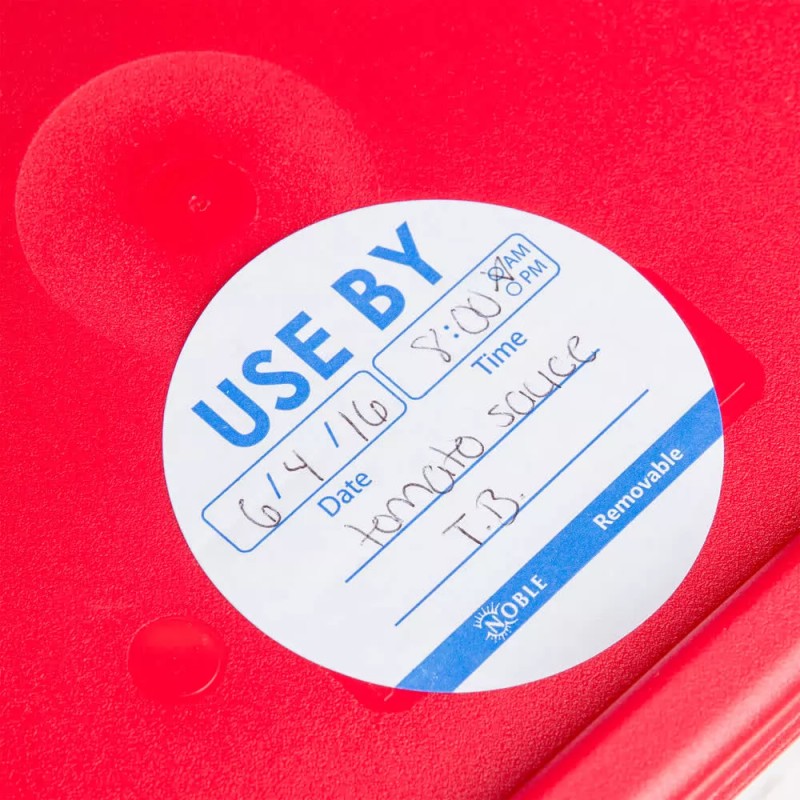 USE BY
6/4/16 8:00 AM PM
Date Time
tomato sauce
T.B.
NOBLE Removable